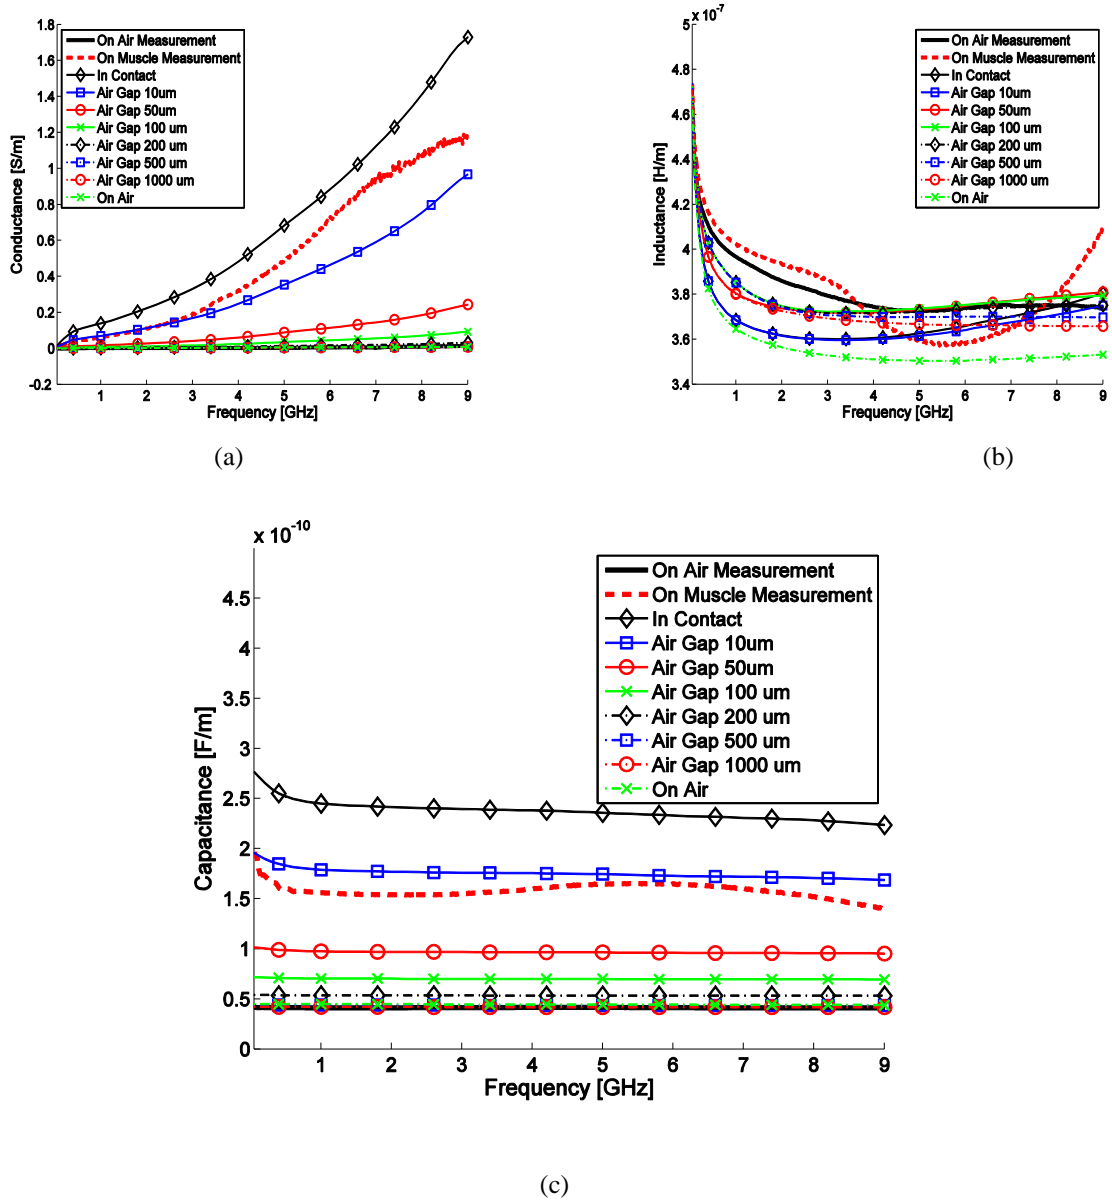 1.8
1.6
1.4
1.2
1
0.8
0.6
0.4
0.2
0
-0.2
Conductance [S/m]
On Air Measurement
On Muscle Measurement
In Contact
Air Gap 10um
Air Gap 50um
Air Gap 100 um
Air Gap 200 um
Air Gap 500 um
Air Gap 1000 um
On Air
1 2 3 4 5 6 7 8 9
Frequency [GHz]
(a)
x 10-7
5
4.8
4.6
4.4
4.2
4
3.8
3.6
3.4
Inductance [H/m]
On Air Measurement
On Muscle Measurement
In Contact
Air Gap 10um
Air Gap 50um
Air Gap 100 um
Air Gap 200 um
Air Gap 500 um
Air Gap 1000 um
On Air
1 2 3 4 5 6 7 8 9
Frequency [GHz]
(b)
x 10-10
4.5
4
3.5
3
2.5
2
1.5
1
0.5
0
Capacitance [F/m]
On Air Measurement
On Muscle Measurement
In Contact
Air Gap 10um
Air Gap 50um
Air Gap 100 um
Air Gap 200 um
Air Gap 500 um
Air Gap 1000 um
On Air
1 2 3 4 5 6 7 8 9
Frequency [GHz]
(c)